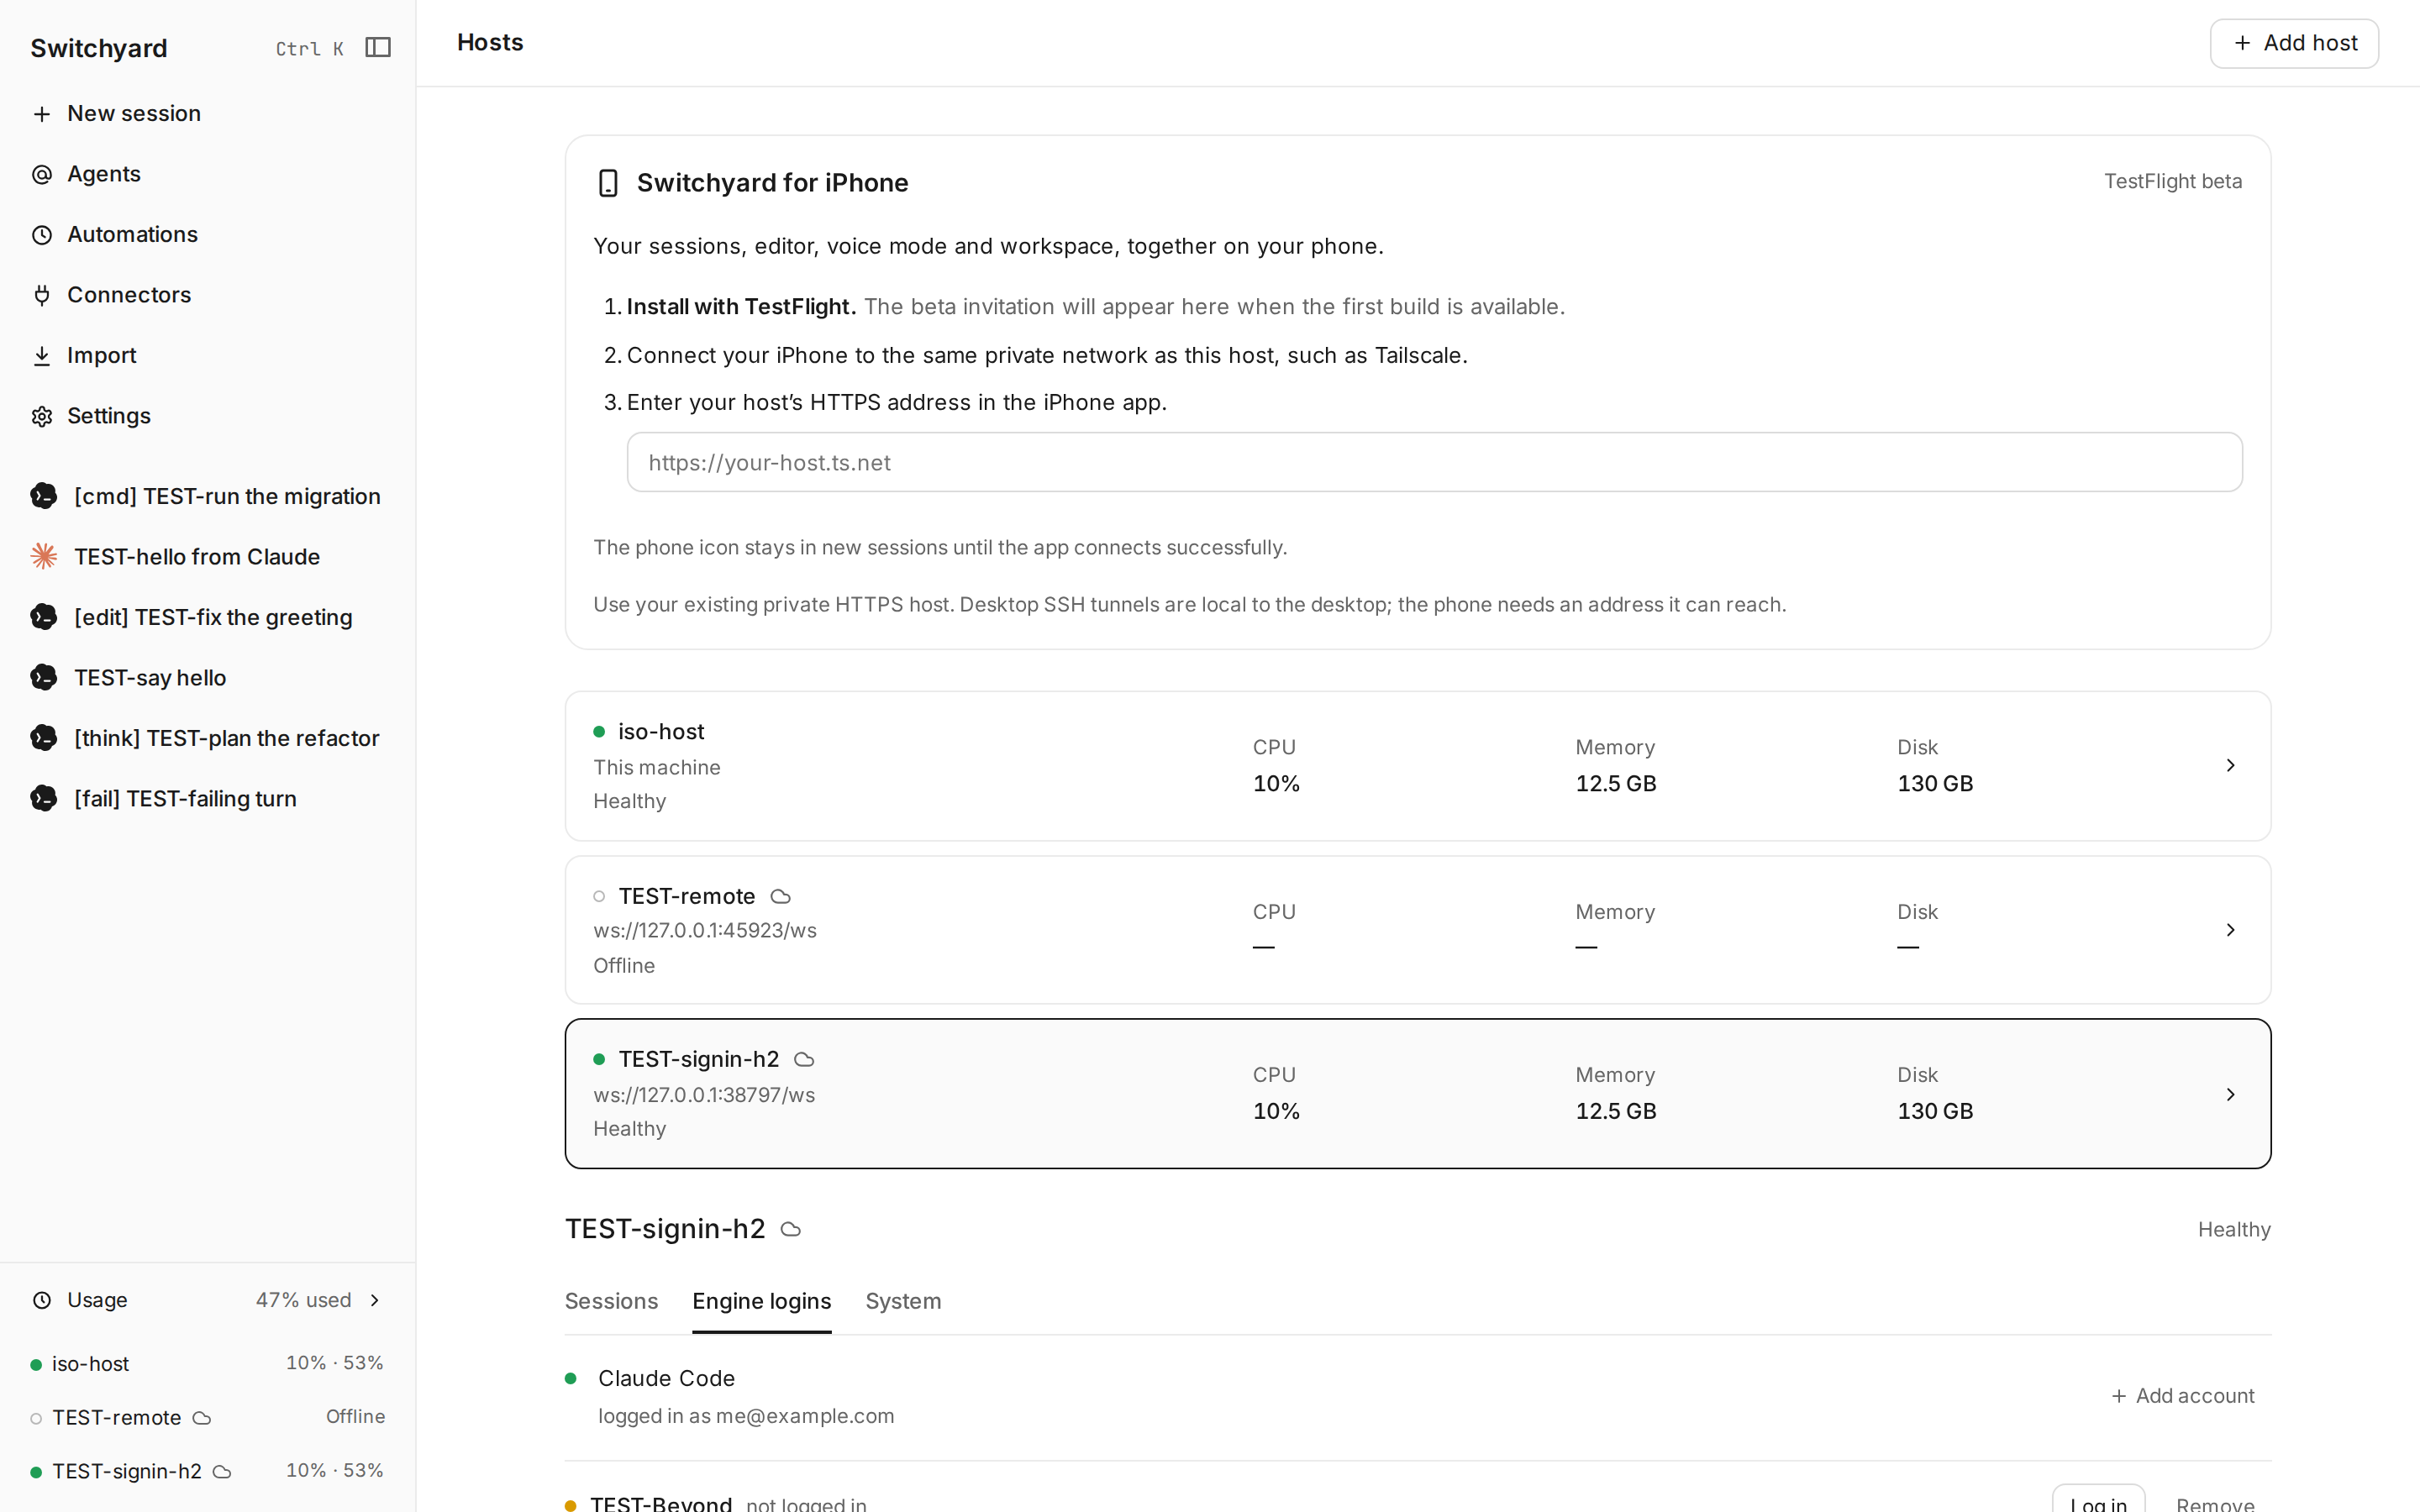 Switchyard
Ctrl K
New session
Agents
Automations
Connectors
Import
Settings
[cmd] TEST-run the migration
TEST-hello from Claude
[edit] TEST-fix the greeting
TEST-say hello
[think] TEST-plan the refactor
[fail] TEST-failing turn
Usage 47% used
iso-host 10% · 53%
TEST-remote Offline
TEST-signin-h2 10% · 53%
Hosts
+ Add host
Switchyard for iPhone
TestFlight beta
Your sessions, editor, voice mode and workspace, together on your phone.
1. Install with TestFlight. The beta invitation will appear here when the first build is available.
2. Connect your iPhone to the same private network as this host, such as Tailscale.
3. Enter your host’s HTTPS address in the iPhone app.
https://your-host.ts.net
The phone icon stays in new sessions until the app connects successfully.
Use your existing private HTTPS host. Desktop SSH tunnels are local to the desktop; the phone needs an address it can reach.
iso-host
This machine
Healthy
CPU
10%
Memory
12.5 GB
Disk
130 GB
TEST-remote
ws://127.0.0.1:45923/ws
Offline
CPU
—
Memory
—
Disk
—
TEST-signin-h2
ws://127.0.0.1:38797/ws
Healthy
CPU
10%
Memory
12.5 GB
Disk
130 GB
TEST-signin-h2
Healthy
Sessions Engine logins System
Claude Code
logged in as me@example.com
+ Add account
TEST-Beyond not logged in
Log in
Remove